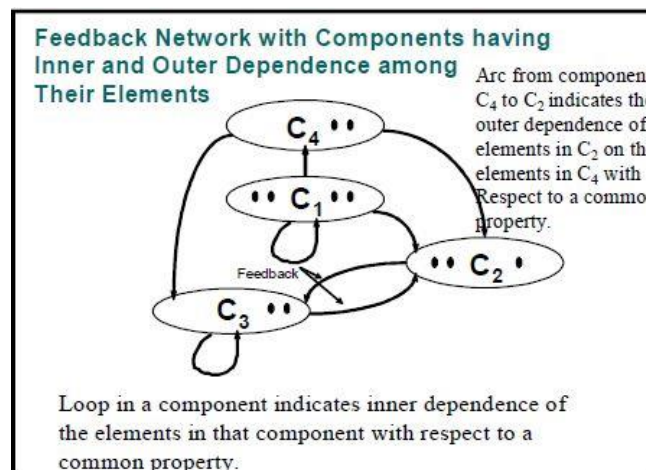 Feedback Network with Components having
Inner and Outer Dependence among
Their Elements
Arc from componen
C₄ to C₂ indicates the
outer dependence of
elements in C₂ on th
elements in C₄ with
Respect to a commo
property.
C₄
C₁
Feedback
C₂
C₃
Loop in a component indicates inner dependence of
the elements in that component with respect to a
common property.